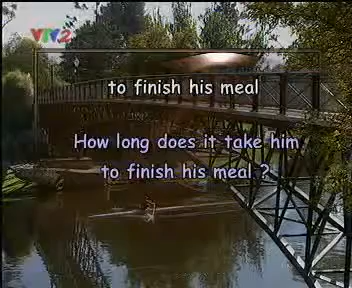 VTV2
to finish his meal
How long does it take him
to finish his meal ?